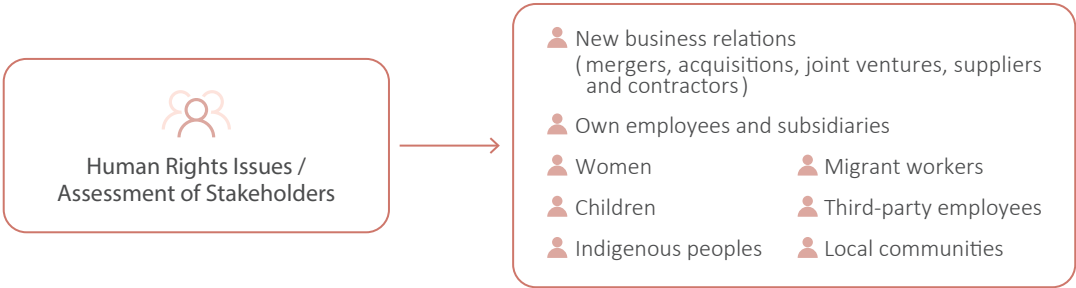 Human Rights Issues /
Assessment of Stakeholders
New business relations
(mergers, acquisitions, joint ventures, suppliers
and contractors)
Own employees and subsidiaries
Women
Migrant workers
Children
Third-party employees
Indigenous peoples
Local communities